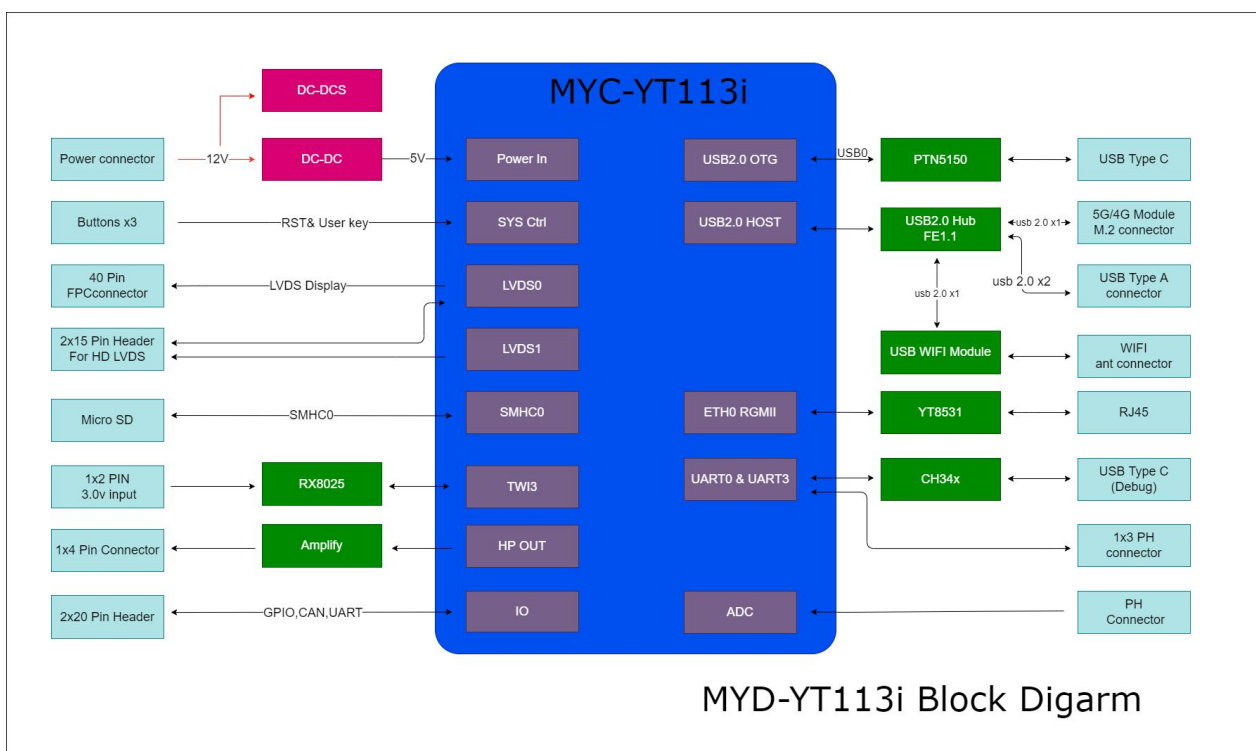 MYC-YT113i
DC-DCS
Power connector
12V
DC-DC
5V
Power In
USB2.0 OTG
USB0
PTN5150
USB Type C
Buttons x3
RST& User key
SYS Ctrl
USB2.0 HOST
USB2.0 Hub
FE1.1
usb 2.0 x1
5G/4G Module
M.2 connector
40 Pin
FPCconnector
LVDS Display
LVDS0
usb 2.0 x1
usb 2.0 x2
USB Type A
connector
2x15 Pin Header
For HD LVDS
LVDS1
USB WIFI Module
WIFI
ant connector
Micro SD
SMHC0
SMHC0
ETH0 RGMII
YT8531
RJ45
1x2 PIN
3.0v input
RX8025
TWI3
UART0 & UART3
CH34x
USB Type C
(Debug)
1x4 Pin Connector
Amplify
HP OUT
1x3 PH
connector
2x20 Pin Header
GPIO,CAN,UART
IO
ADC
PH
Connector
MYD-YT113i Block Digarm